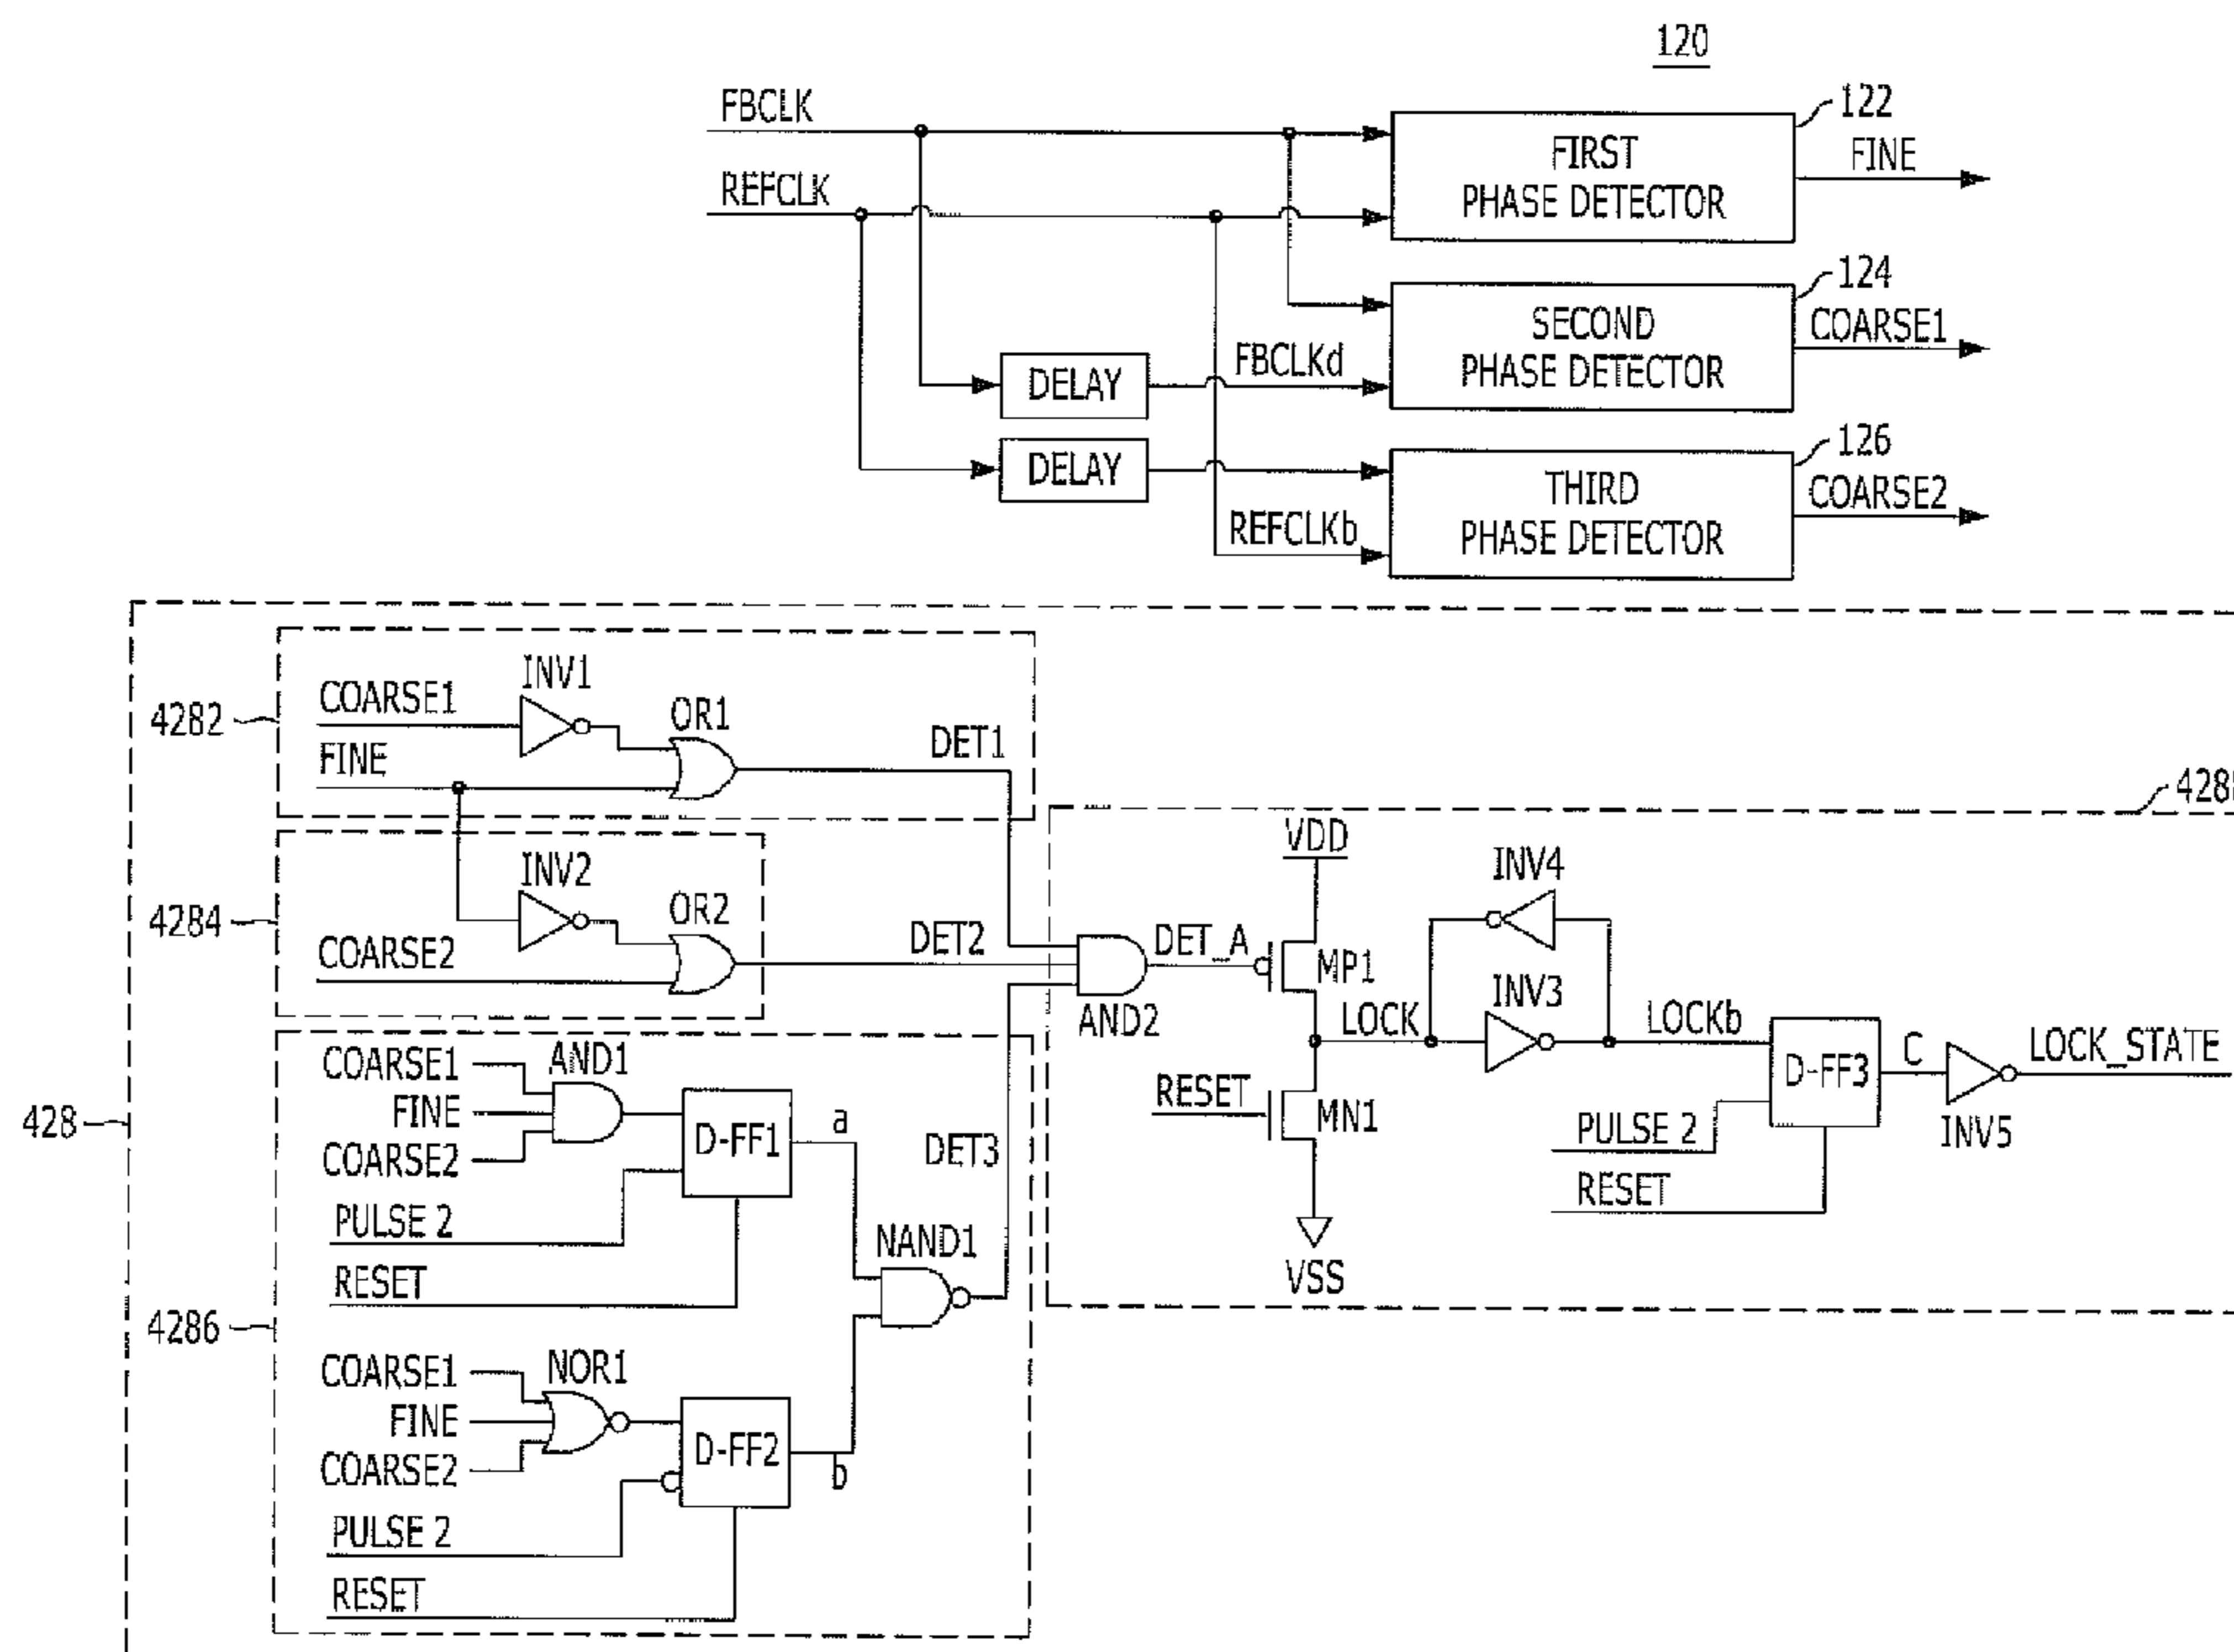 120
FBCLK
REFCLK
FIRST
PHASE DETECTOR
122
FINE
SECOND
PHASE DETECTOR
124
COARSE1
DELAY
FBCLKd
DELAY
REFCLKb
THIRD
PHASE DETECTOR
126
COARSE2
428
4282
COARSE1
INV1
FINE
OR1
DET1
4284
INV2
COARSE2
OR2
DET2
4286
COARSE1
FINE
COARSE2
AND1
PULSE 2
RESET
D-FF1
a
DET3
NAND1
COARSE1
FINE
COARSE2
NOR1
PULSE 2
RESET
D-FF2
b
AND2
DET_A
VDD
MP1
LOCK
RESET
MN1
VSS
INV4
INV3
LOCKb
PULSE 2
RESET
D-FF3
C
INV5
LOCK_STATE